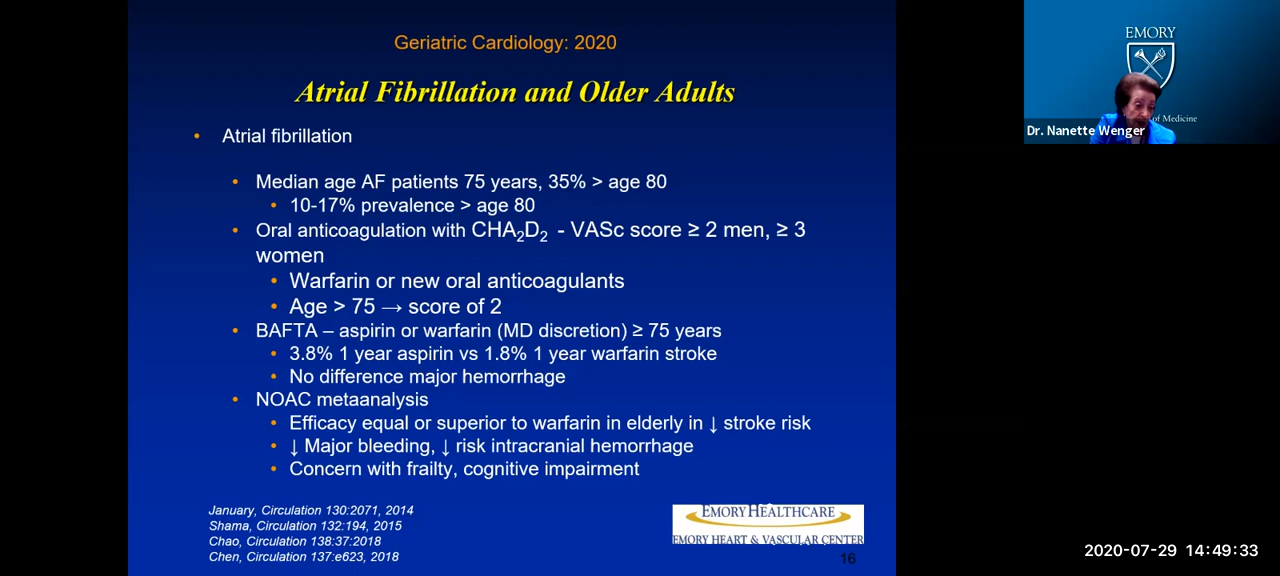 Geriatric Cardiology: 2020
Atrial Fibrillation and Older Adults
• Atrial fibrillation
• Median age AF patients 75 years, 35% > age 80
• 10-17% prevalence > age 80
• Oral anticoagulation with CHA₂D₂ - VASc score ≥ 2 men, ≥ 3
women
• Warfarin or new oral anticoagulants
• Age > 75 → score of 2
• BAFTA – aspirin or warfarin (MD discretion) ≥ 75 years
• 3.8% 1 year aspirin vs 1.8% 1 year warfarin stroke
• No difference major hemorrhage
• NOAC metaanalysis
• Efficacy equal or superior to warfarin in elderly in ↓ stroke risk
• ↓ Major bleeding, ↓ risk intracranial hemorrhage
• Concern with frailty, cognitive impairment
January, Circulation 130:2071, 2014
Shama, Circulation 132:194, 2015
Chao, Circulation 138:37:2018
Chen, Circulation 137:e623, 2018
EMORY HEALTHCARE
EMORY HEART & VASCULAR CENTER
16
EMORY
of Medicine
Dr. Nanette Wenger
2020-07-29 14:49:33